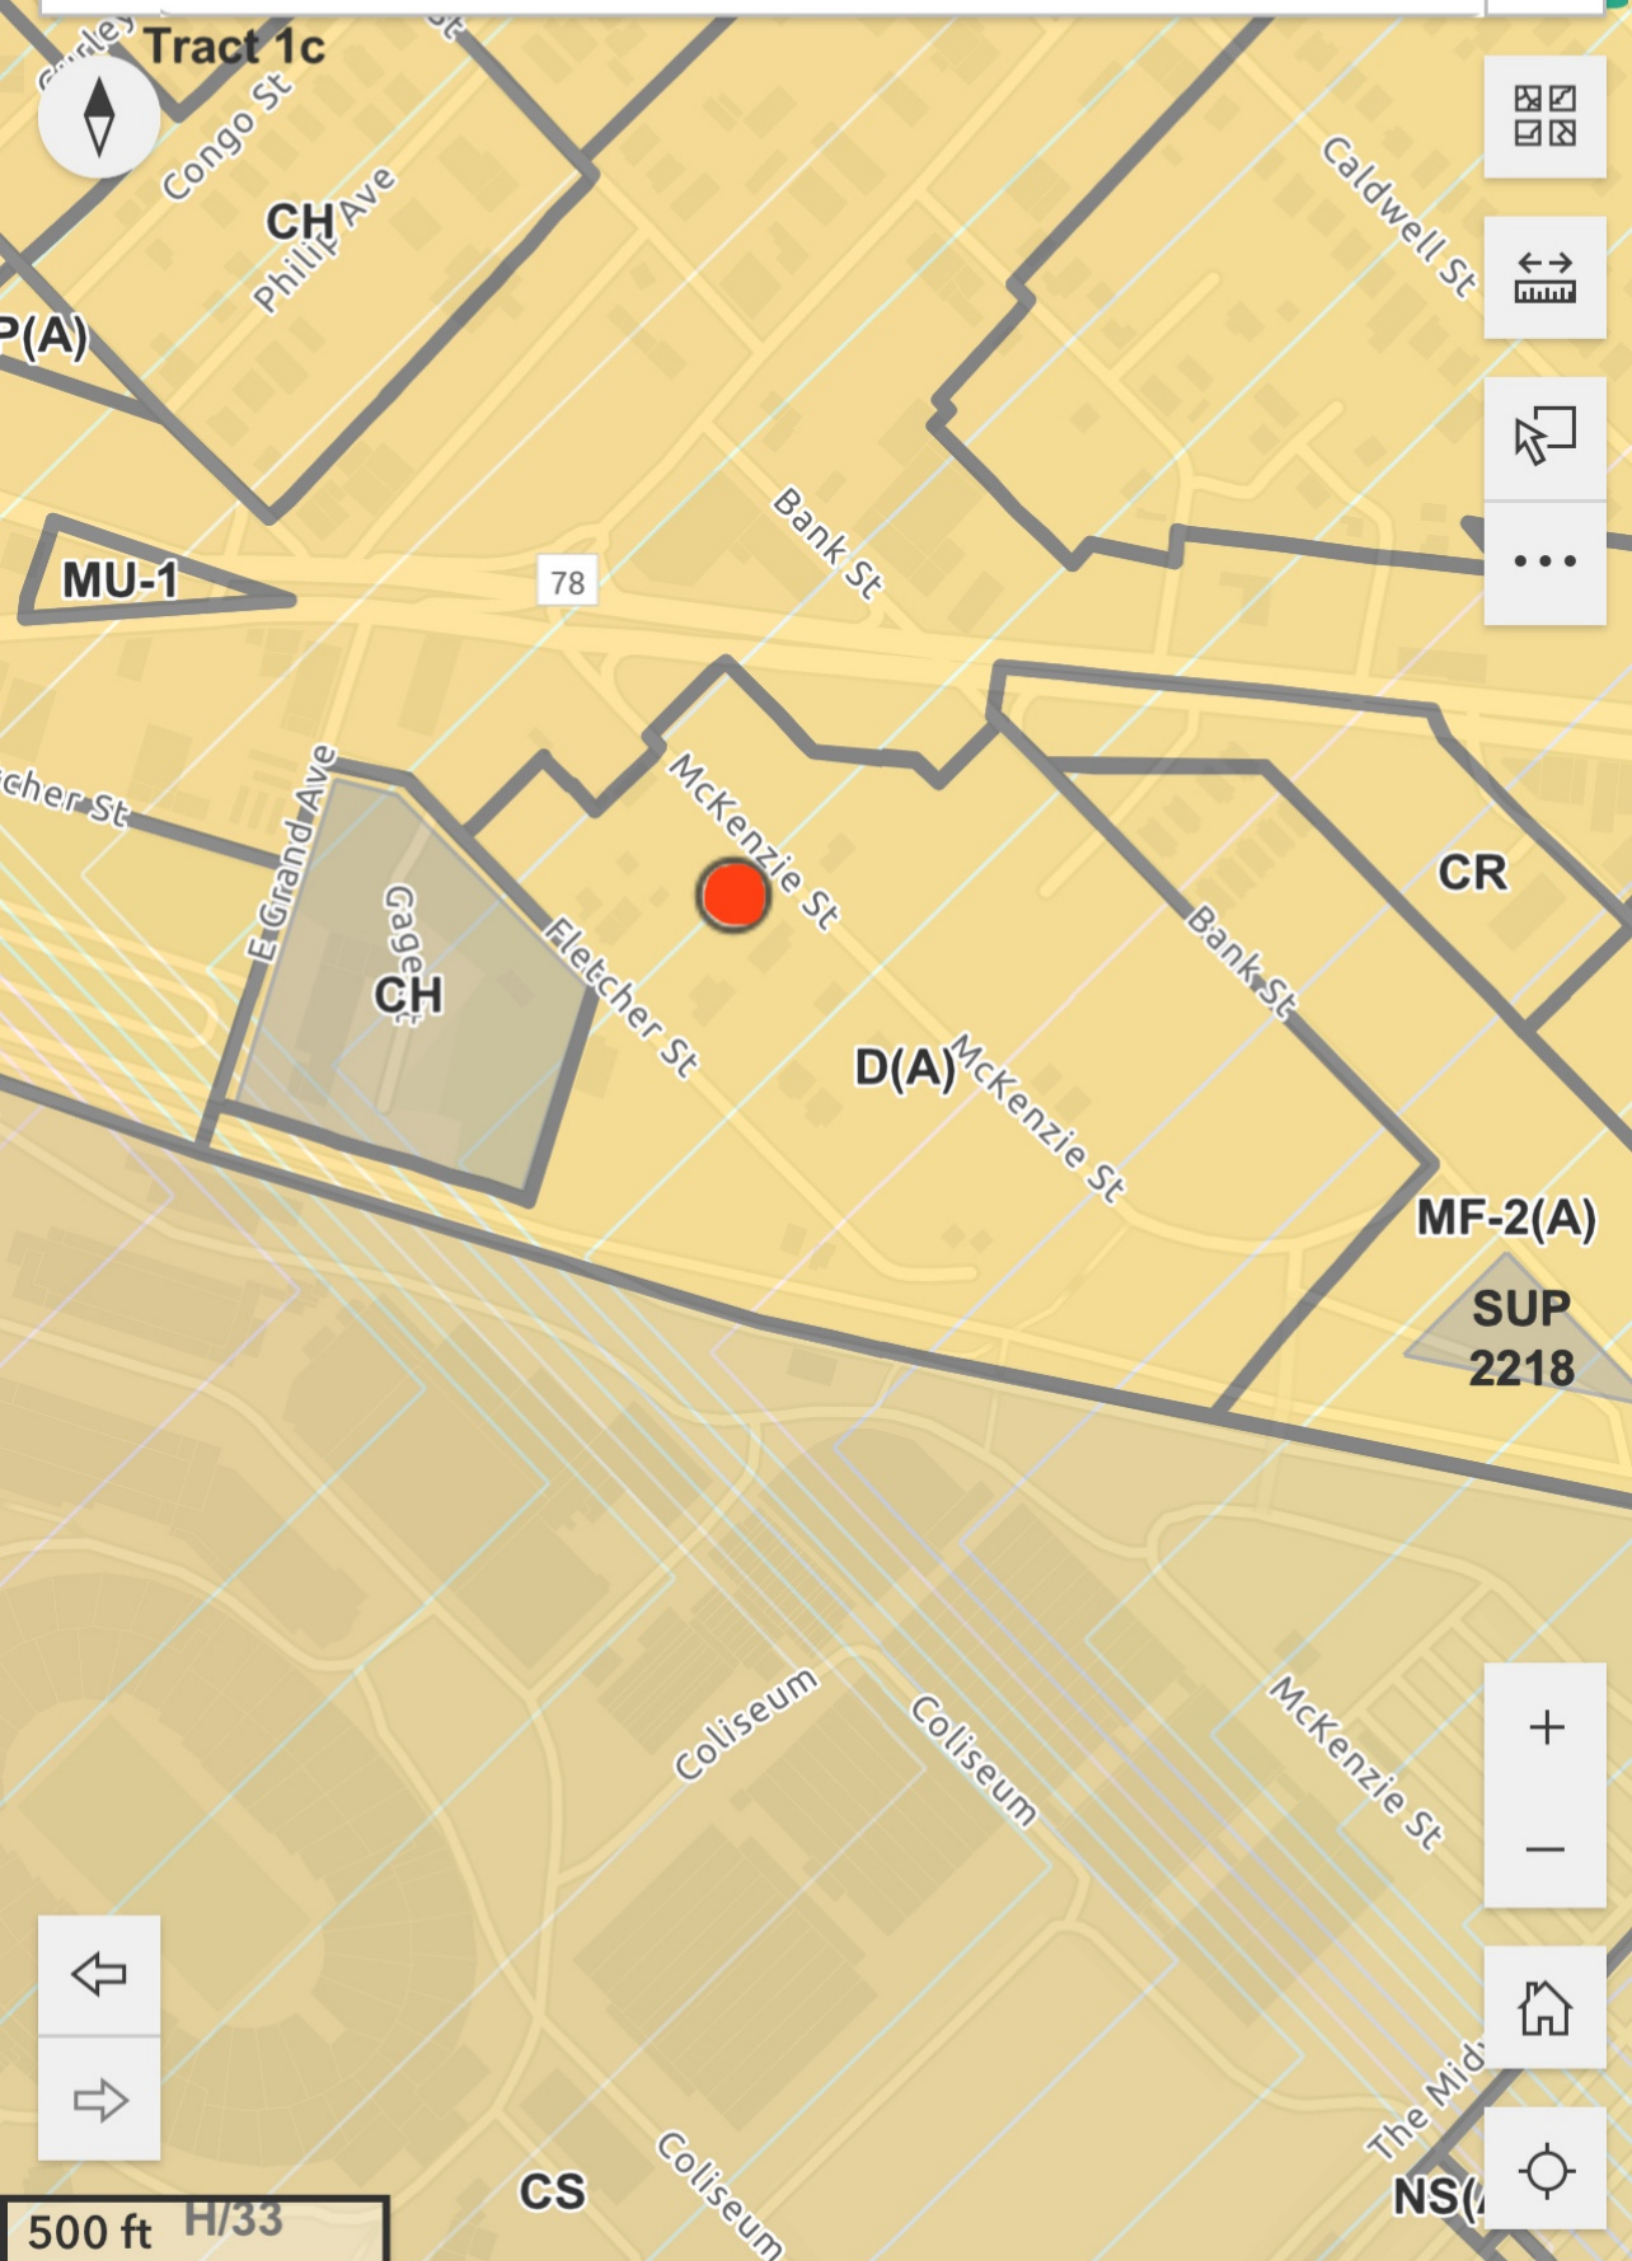 Tract 1c
Gurley
St
Congo St
Philip Ave
CH
Caldwell St
P(A)
MU-1
78
Bank St
cher St
E Grand Ave
McKenzie St
CR
Gage
CH
Fletcher St
Bank St
D(A)
McKenzie St
MF-2(A)
SUP
2218
Coliseum
Coliseum
McKenzie St
The Mid
CS
Coliseum
NS(
500 ft
H/33